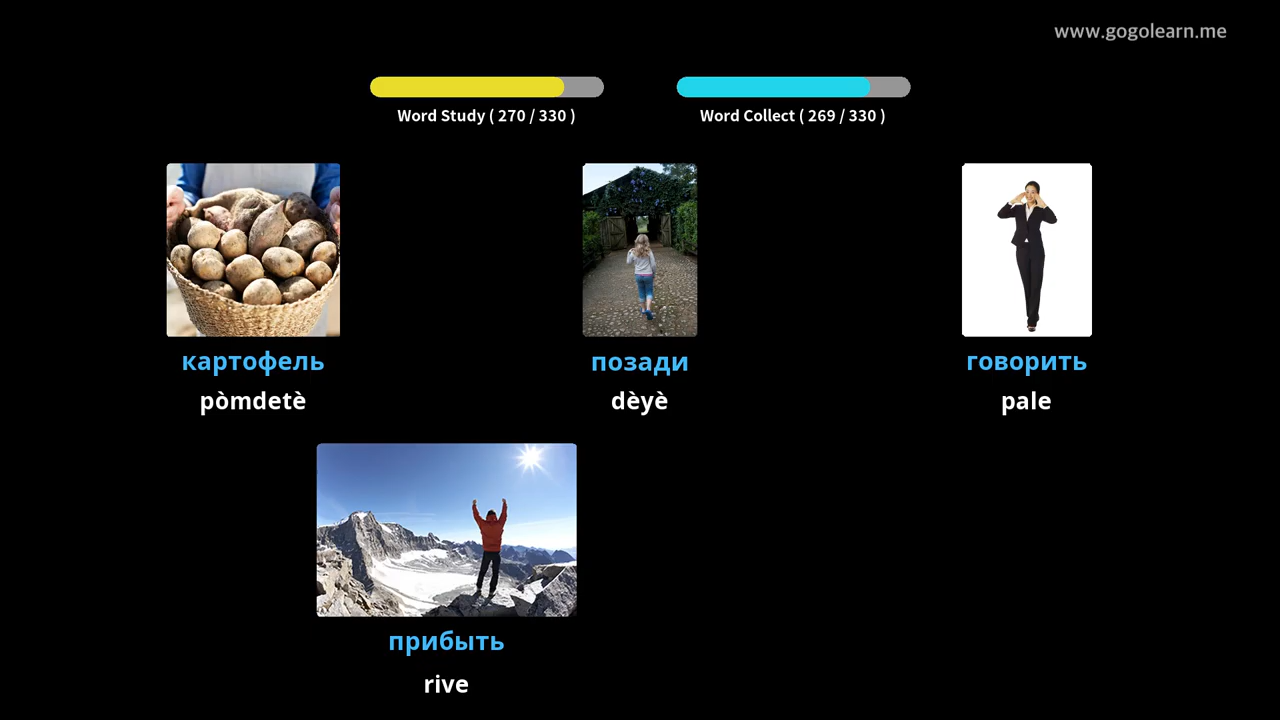 www.gogolearn.me
Word Study ( 270 / 330 )
Word Collect ( 269 / 330 )
картофель
позади
говорить
pòmdetè
dèyè
pale
прибыть
rive